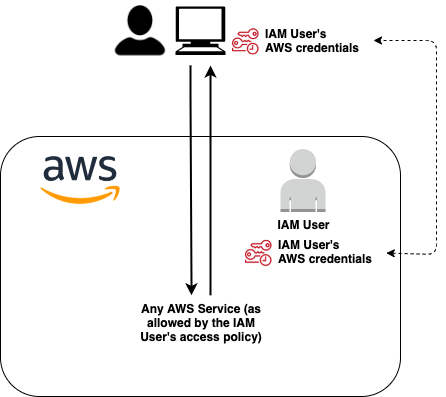 IAM User's
AWS credentials
aws
IAM User
IAM User's
AWS credentials
Any AWS Service (as
allowed by the IAM
User's access policy)